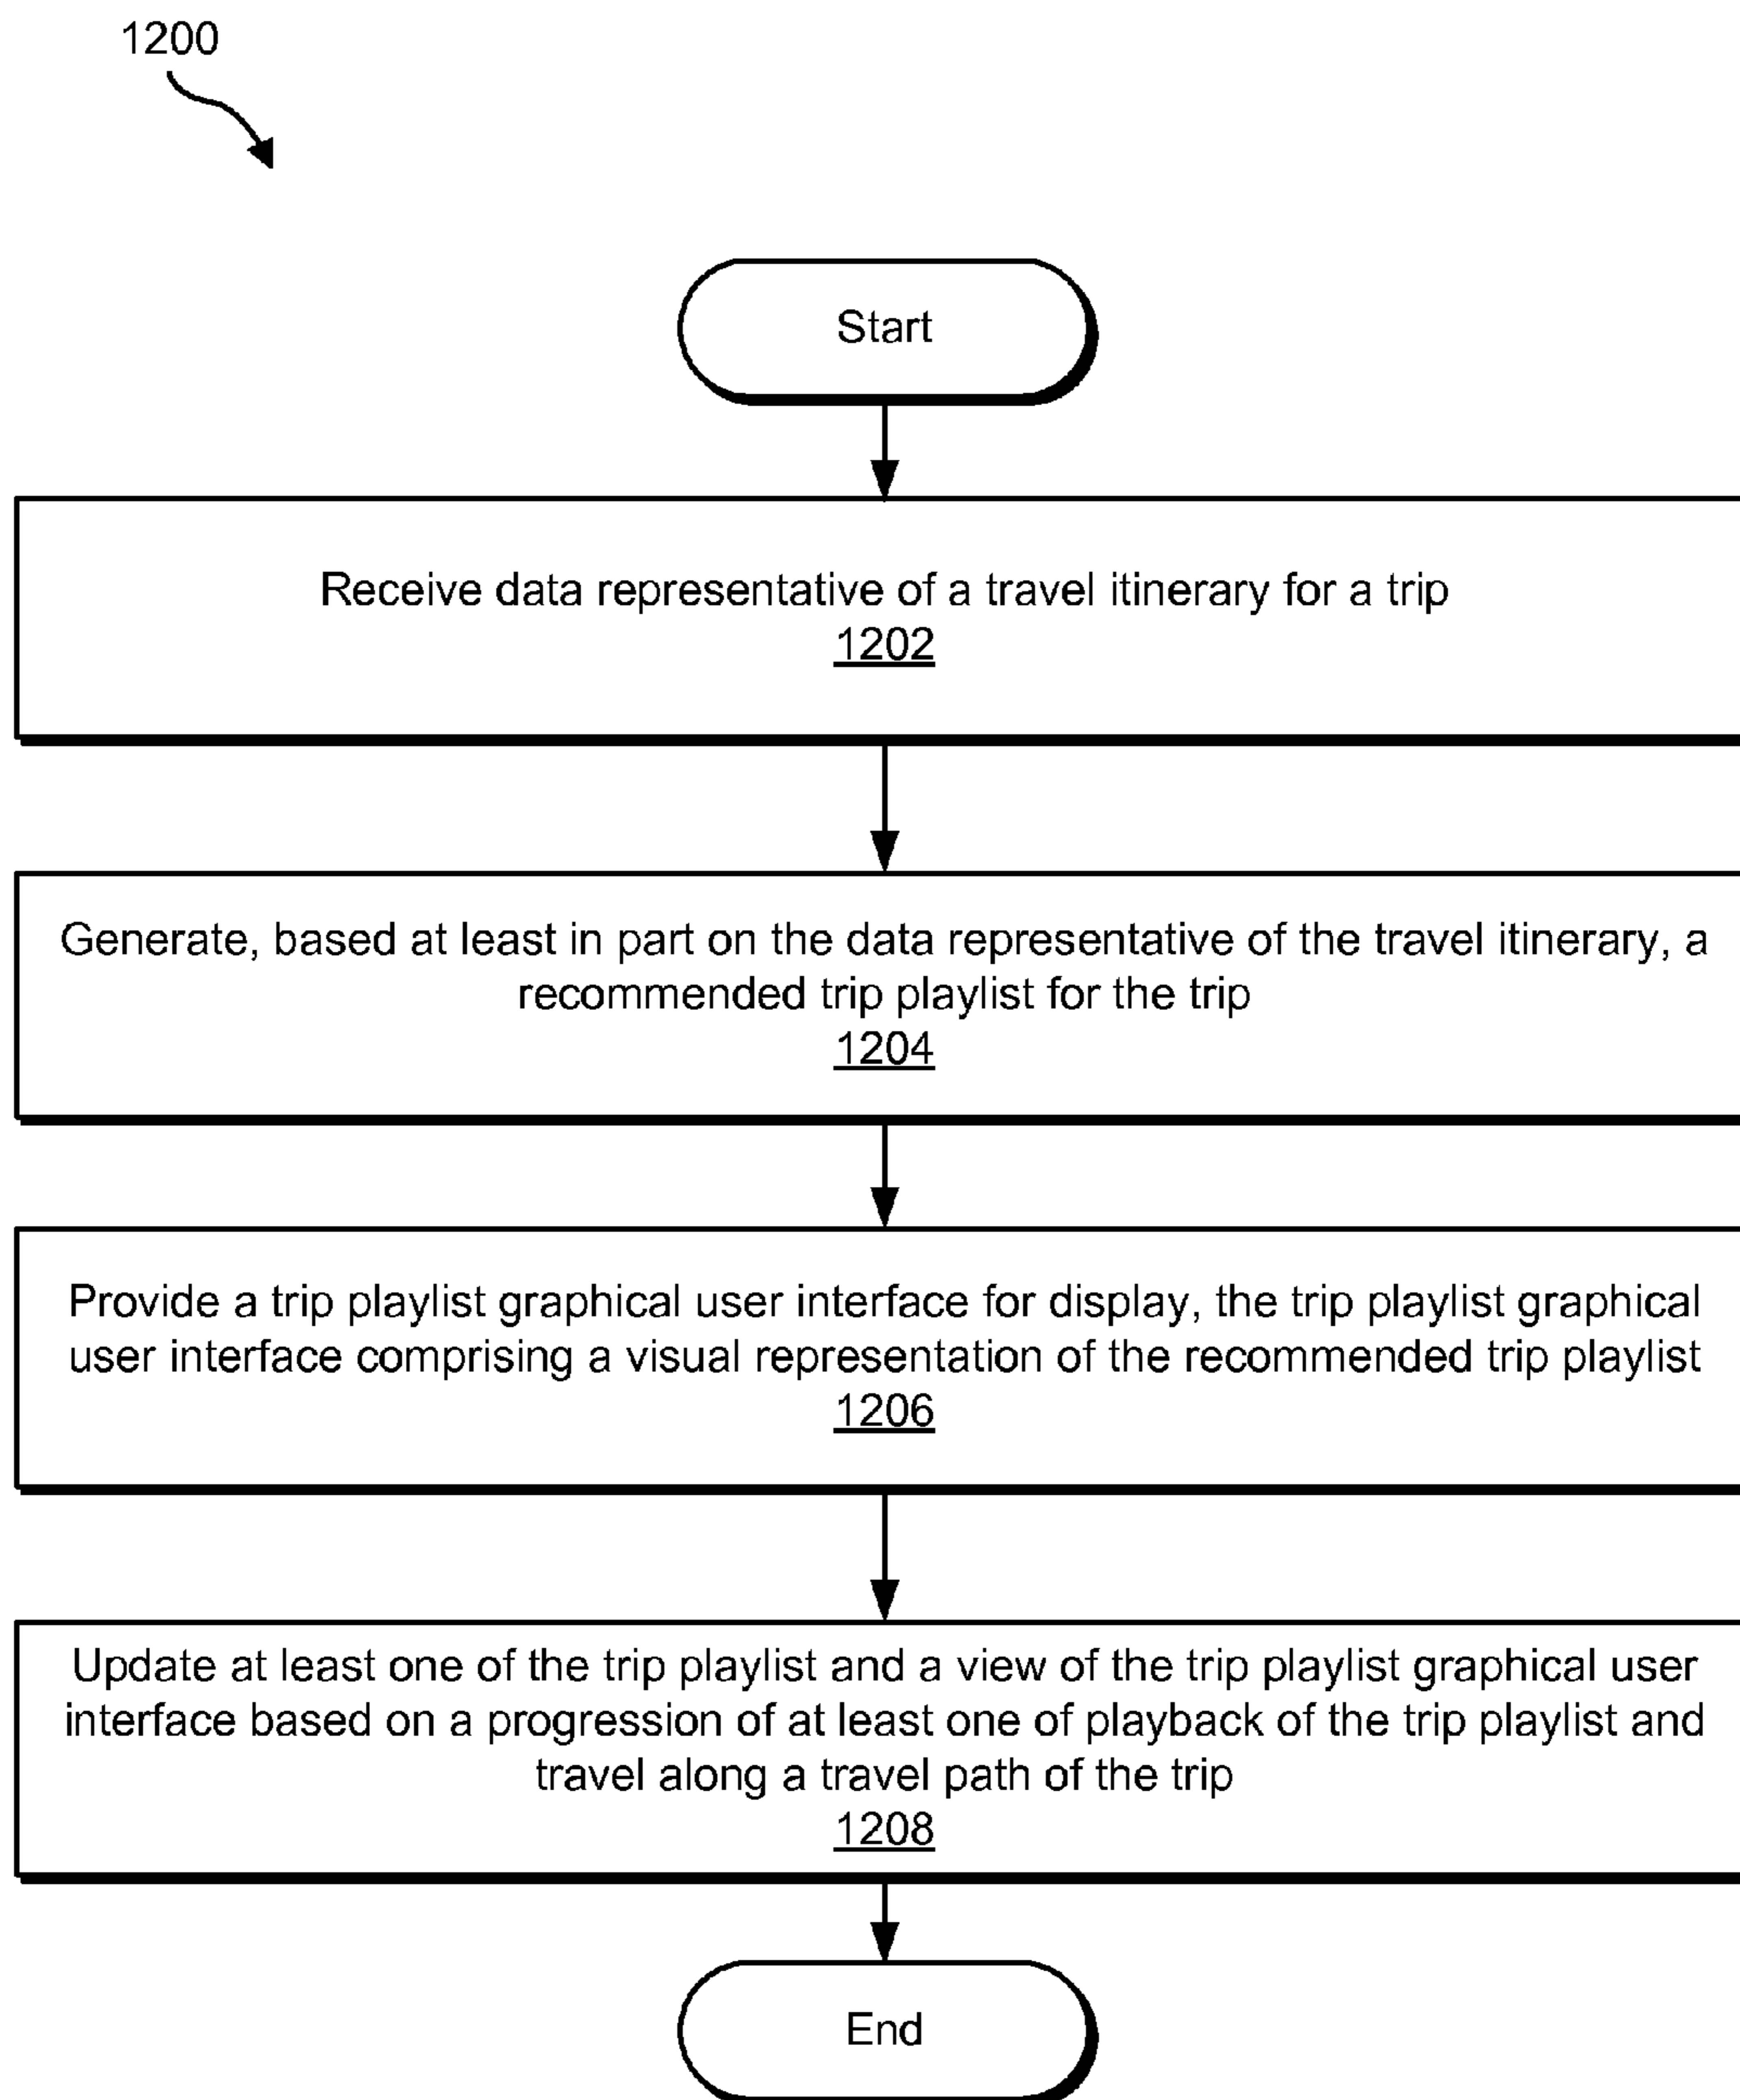 1200
Start
Receive data representative of a travel itinerary for a trip
1202
Generate, based at least in part on the data representative of the travel itinerary, a
recommended trip playlist for the trip
1204
Provide a trip playlist graphical user interface for display, the trip playlist graphical
user interface comprising a visual representation of the recommended trip playlist
1206
Update at least one of the trip playlist and a view of the trip playlist graphical user
interface based on a progression of at least one of playback of the trip playlist and
travel along a travel path of the trip
1208
End